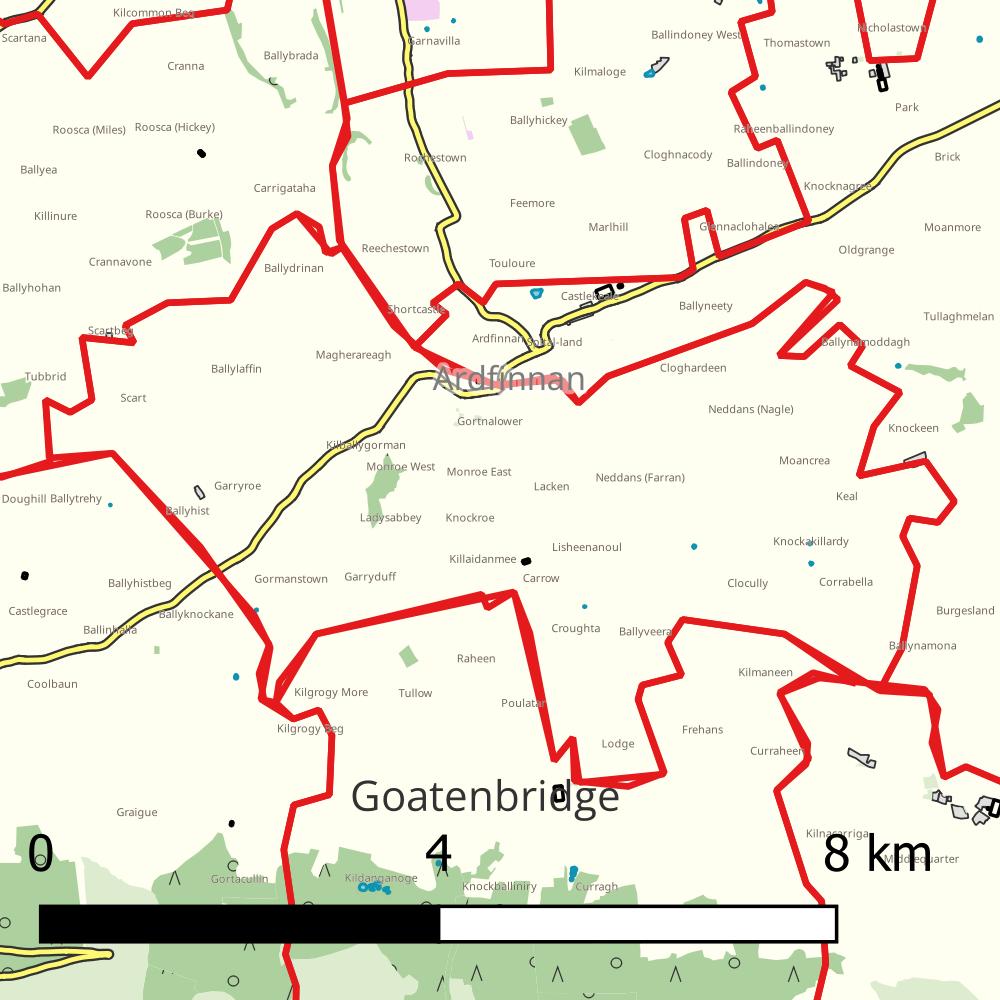 Kilcommon Beg
Nicholastown
Scartana
Garnavilla
Ballindoney West
Thomastown
Ballybrada
Cranna
Kilmaloge
Park
Roosca (Miles)
Roosca (Hickey)
Ballyhickey
Raheenballindoney
Rochestown
Cloghnacody
Ballindoney
Brick
Ballyea
Carrigataha
Knocknagree
Killinure
Roosca (Burke)
Feemore
Marlhill
Glennaclohalea
Moanmore
Reechestown
Oldgrange
Crannavone
Ballydrinan
Touloure
Ballyhohan
Castlekeale
Ballyneety
Shortcastle
Tullaghmelan
Scartbeg
Ardfinnan
Spital-land
Ballynamoddagh
Magherareagh
Ballylaffin
Cloghardeen
Tubbrid
Ardfinnan
Scart
Neddans (Nagle)
Gortnalower
Knockeen
Kilballygorman
Monroe West
Monroe East
Moancrea
Garryroe
Lacken
Neddans (Farran)
Doughill Ballytrehy
Keal
Ballyhist
Ladysabbey
Knockroe
Knockakillardy
Lisheenanoul
Killaidanmee
Ballyhistbeg
Gormanstown
Garryduff
Carrow
Clocully
Corrabella
Castlegrace
Ballyknockane
Burgesland
Ballinhalla
Croughta
Ballyveera
Ballynamona
Raheen
Kilmaneen
Coolbaun
Kilgrogy More
Tullow
Poulatar
Kilgrogy Beg
Frehans
Lodge
Curraheen
Goatenbridge
Graigue
Kilnacarriga
0
4
8 km
Middlequarter
Gortacullin
Kildanganoge
Knockballiniry
Curragh